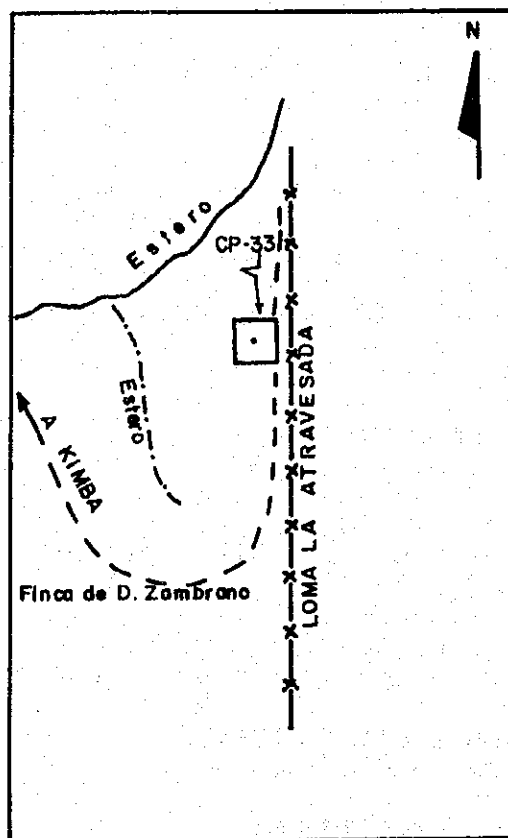 N
Estero
CP-33
Estero
LOMA LA ATRAVESADA
A KIMBA
Finca de D. Zambrano